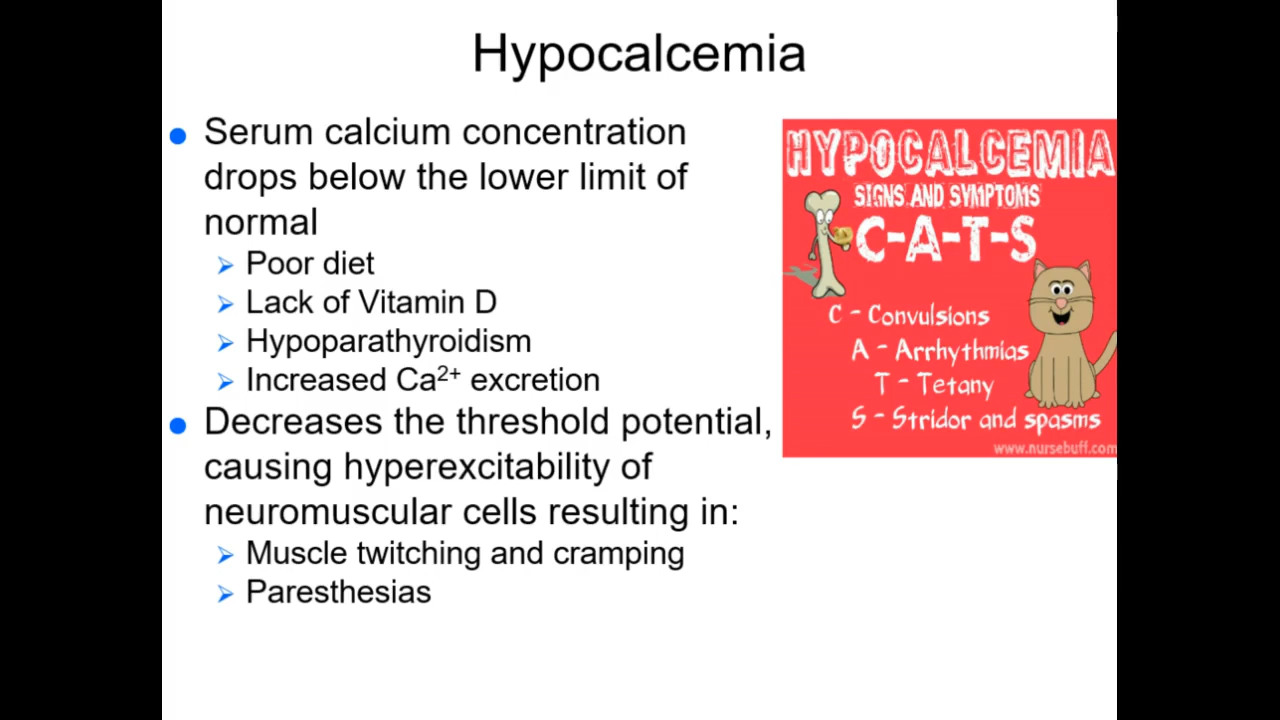 Hypocalcemia
Serum calcium concentration
drops below the lower limit of
normal
Poor diet
Lack of Vitamin D
Hypoparathyroidism
Increased Ca²⁺ excretion
Decreases the threshold potential,
causing hyperexcitability of
neuromuscular cells resulting in:
Muscle twitching and cramping
Paresthesias
HYPOCALCEMIA
SIGNS AND SYMPTOMS
C-A-T-S
C - Convulsions
A - Arrhythmias
T - Tetany
S - Stridor and spasms
www.nursebuff.com